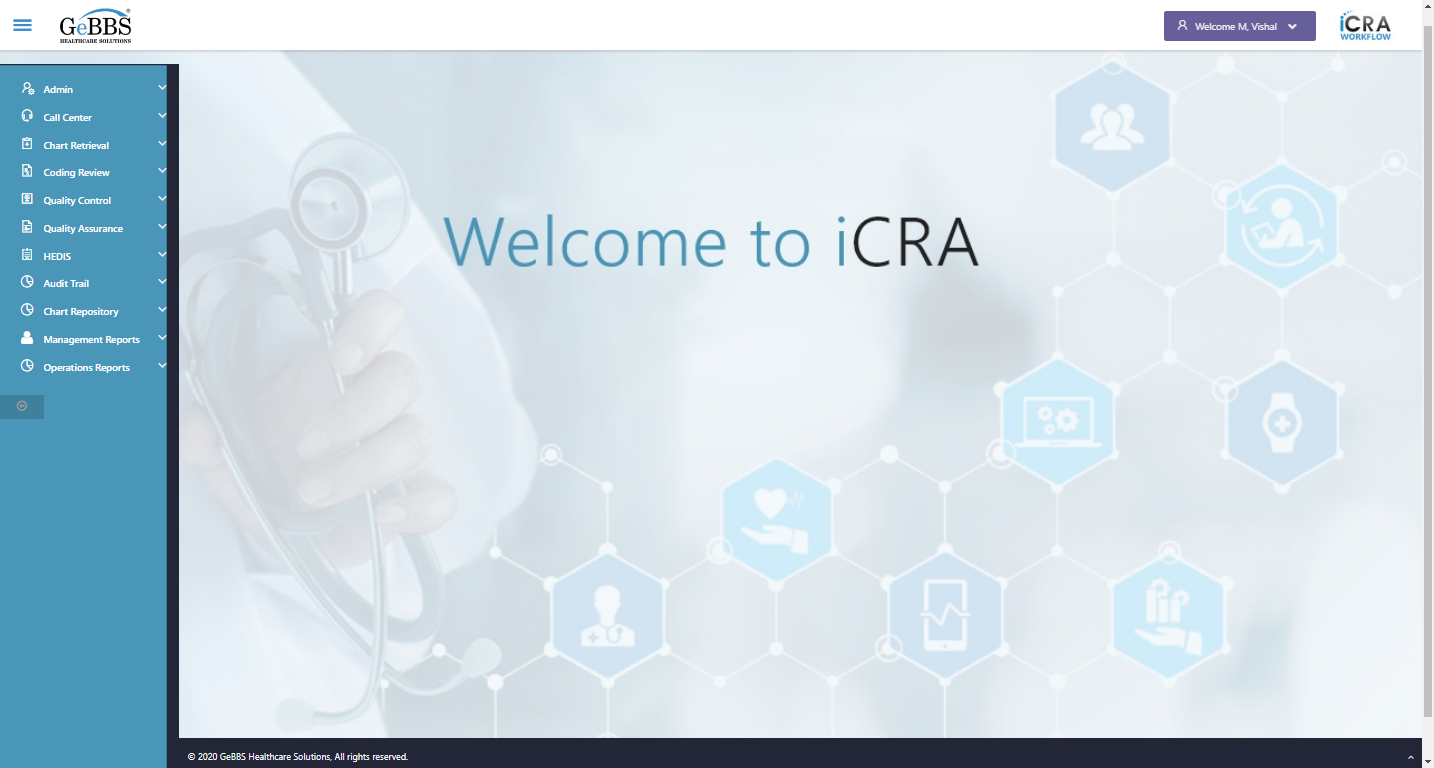 GeBBS®
HEALTHCARE SOLUTIONS
Welcome M, Vishal
iCRA
WORKFLOW
Admin
Call Center
Chart Retrieval
Coding Review
Quality Control
Quality Assurance
HEDIS
Audit Trail
Chart Repository
Management Reports
Operations Reports
Welcome to iCRA
© 2020 GeBBS Healthcare Solutions, All rights reserved.